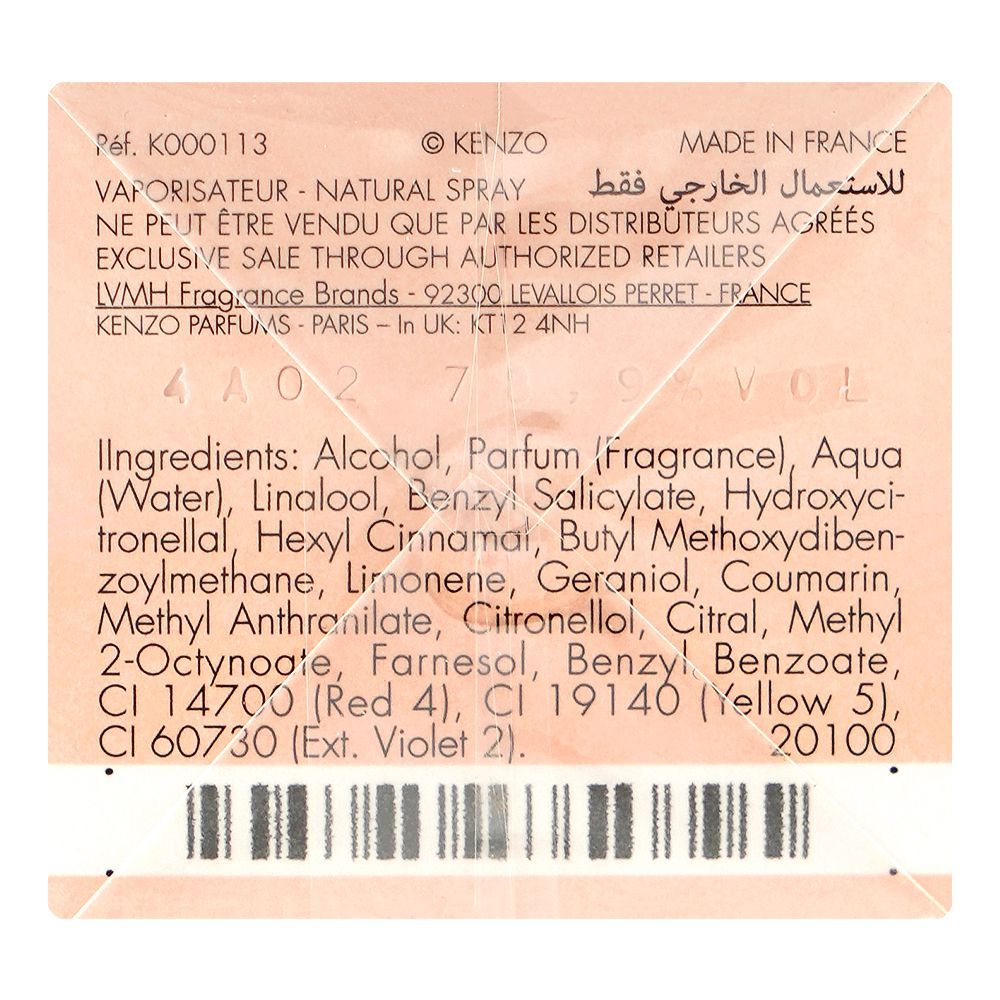 Réf. K000113 © KENZO MADE IN FRANCE
VAPORISATEUR - NATURAL SPRAY للاستعمال الخارجي فقط
NE PEUT ÊTRE VENDU QUE PAR LES DISTRIBUTEURS AGRÉÉS
EXCLUSIVE SALE THROUGH AUTHORIZED RETAILERS
LVMH Fragrance Brands - 92300 LEVALLOIS PERRET - FRANCE
KENZO PARFUMS - PARIS – In UK: KT12 4NH
4A02 %VOL
IIngredients: Alcohol, Parfum (Fragrance), Aqua
(Water), Linalool, Benzyl Salicylate, Hydroxyci-
tronellal, Hexyl Cinnamal, Butyl Methoxydiben-
zoylmethane, Limonene, Geraniol, Coumarin,
Methyl Anthranilate, Citronellol, Citral, Methyl
2-Octynoate, Farnesol, Benzyl Benzoate,
CI 14700 (Red 4), CI 19140 (Yellow 5),
CI 60730 (Ext. Violet 2). 20100